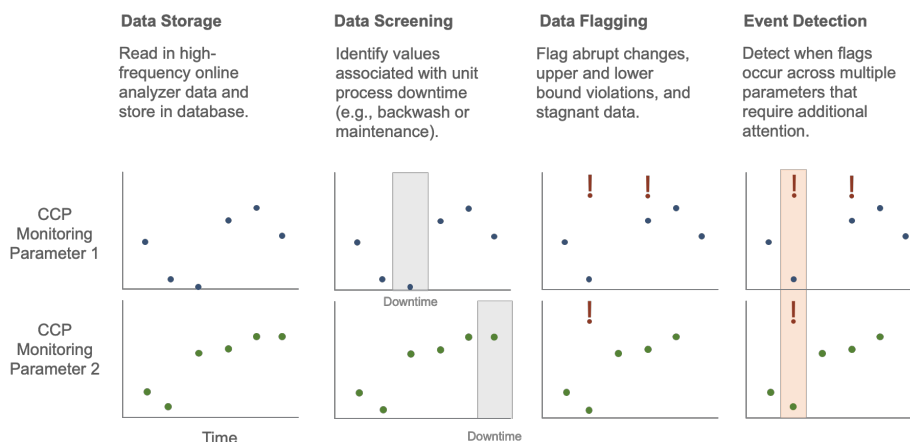 Data Storage
Read in high-
frequency online
analyzer data and
store in database.
Data Screening
Identify values
associated with unit
process downtime
(e.g., backwash or
maintenance).
Data Flagging
Flag abrupt changes,
upper and lower
bound violations, and
stagnant data.
Event Detection
Detect when flags
occur across multiple
parameters that
require additional
attention.
CCP
Monitoring
Parameter 1
! ! ! !
Downtime
CCP
Monitoring
Parameter 2
! !
Time
Downtime